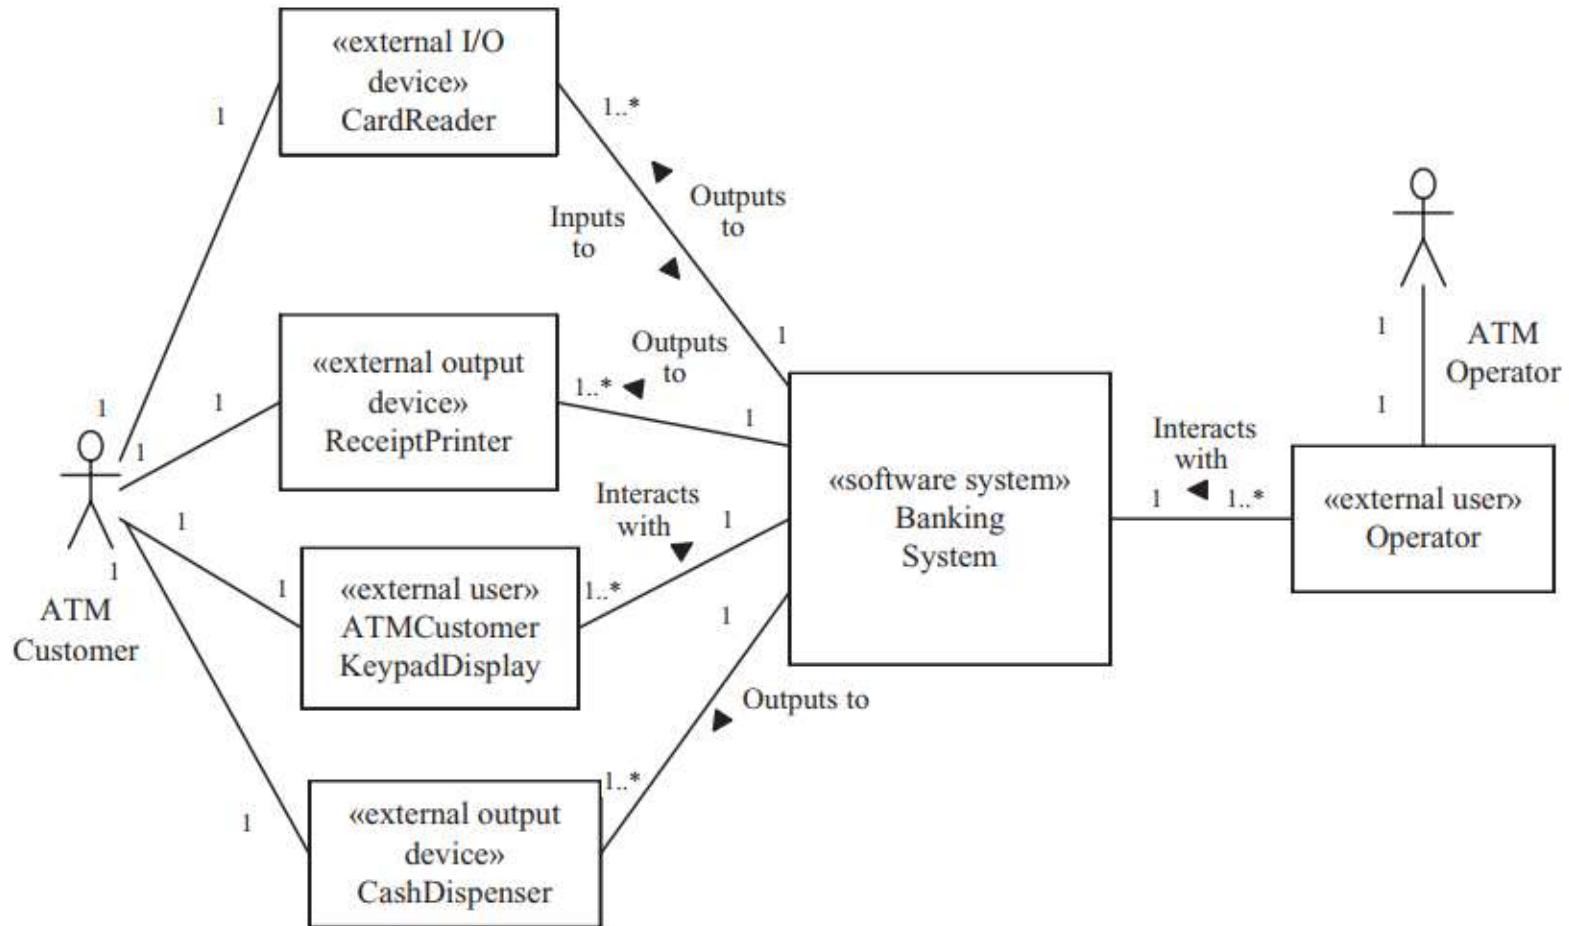 «external I/O
device»
CardReader
1
1..*
Outputs
to
Inputs
to
1
«external output
device»
ReceiptPrinter
1
1
1
Outputs
to
1..*
1
ATM
Customer
1
1
1
«external user»
ATMCustomer
KeypadDisplay
Interacts
with
1..*
1
«external output
device»
CashDispenser
1
1..*
1
Outputs to
«software system»
Banking
System
Interacts
with
1
1..*
«external user»
Operator
1
1
ATM
Operator